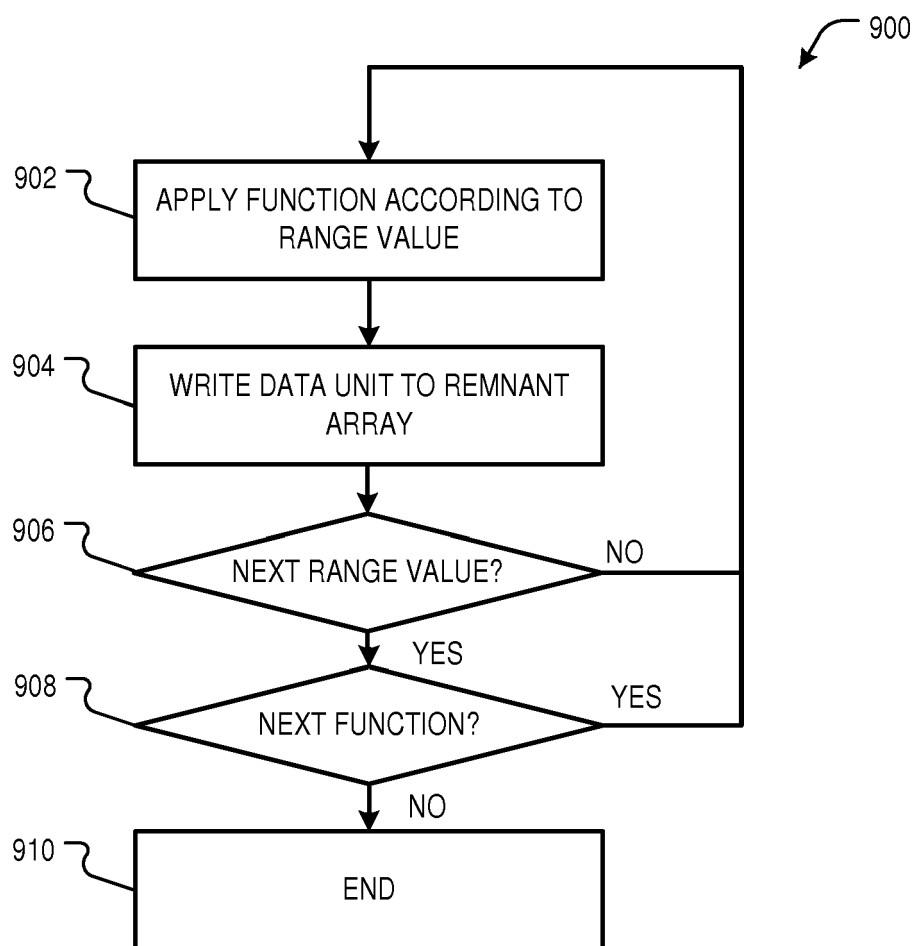 900
902
APPLY FUNCTION ACCORDING TO
RANGE VALUE
904
WRITE DATA UNIT TO REMNANT
ARRAY
906
NEXT RANGE VALUE?
NO
YES
908
NEXT FUNCTION?
YES
NO
910
END